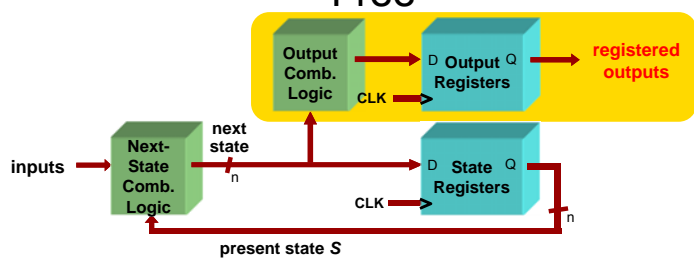 Output
Comb.
Logic
D
Output
Registers
Q
registered
outputs
CLK
inputs
Next-
State
Comb.
Logic
next
state
n
D
State
Registers
Q
CLK
n
present state S